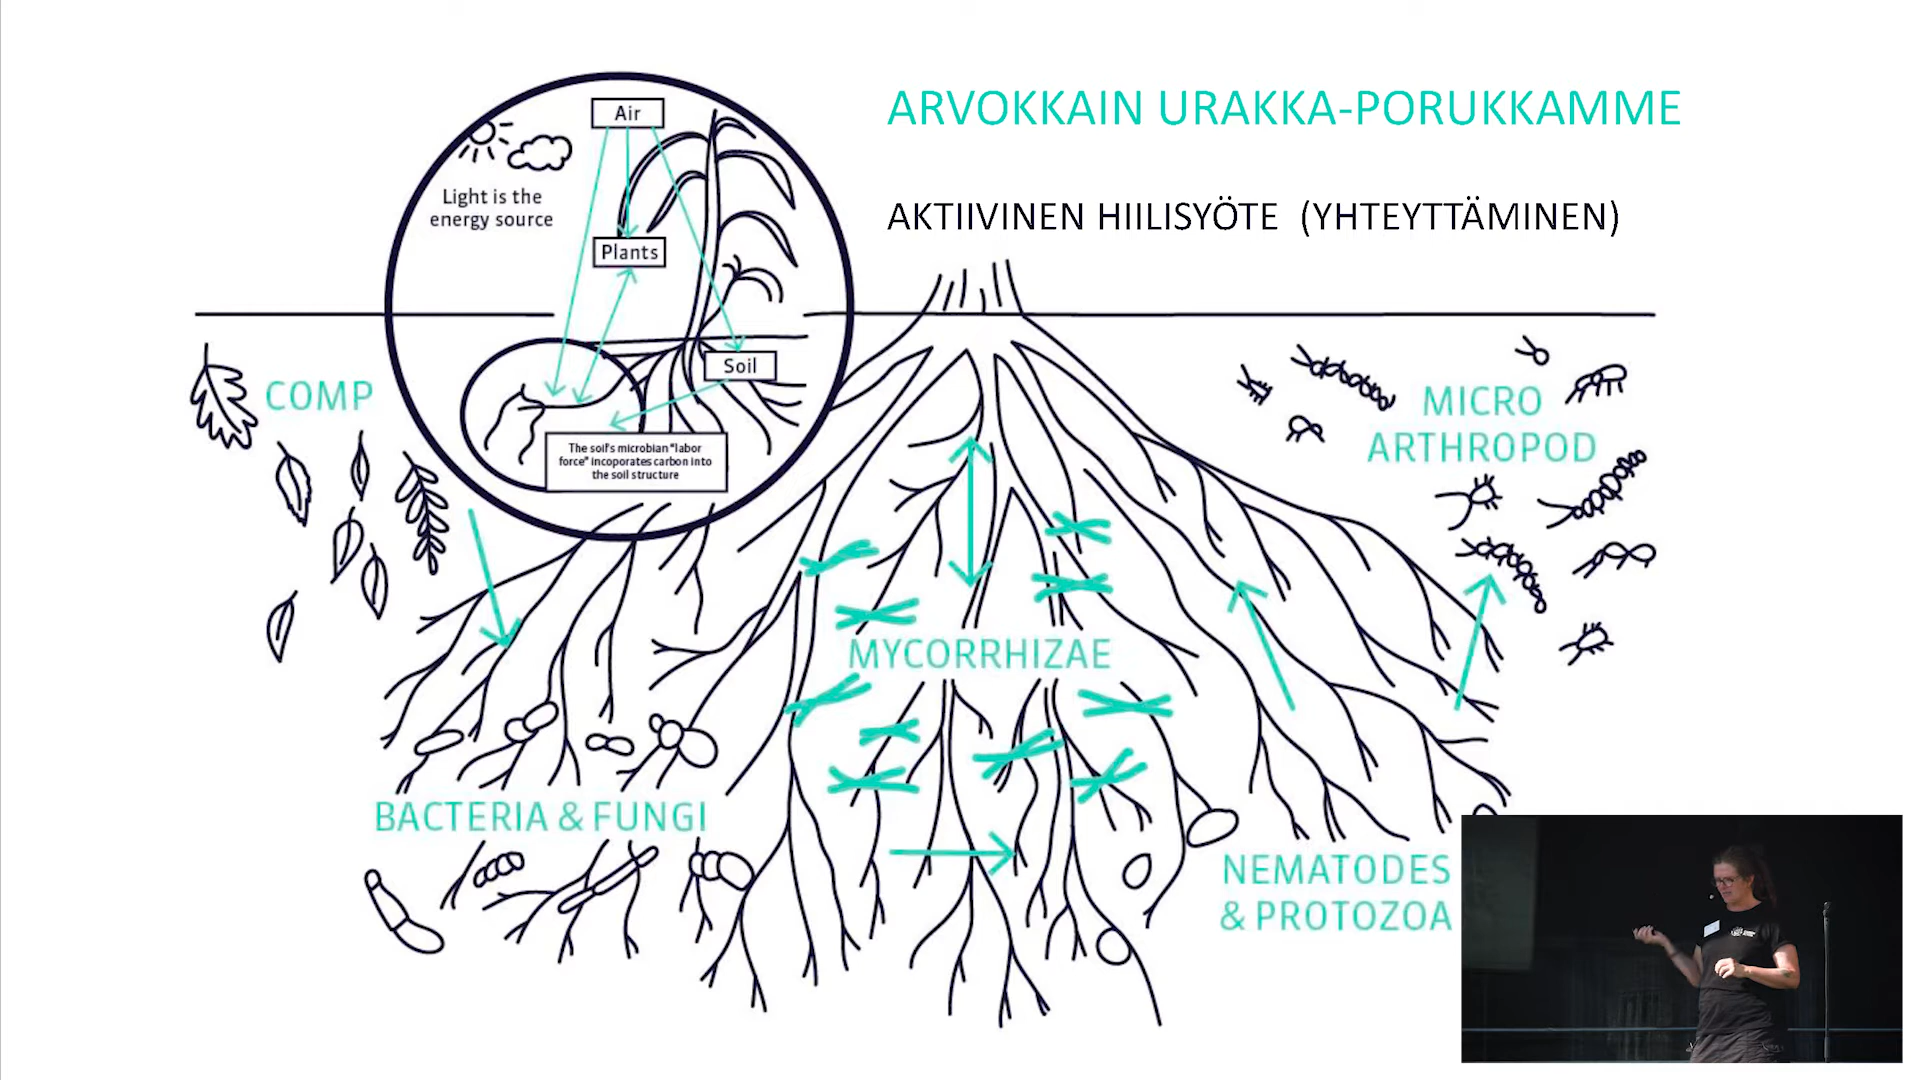 ARVOKKAIN URAKKA-PORUKKAMME
AKTIIVINEN HIILISYÖTE (YHTEYTTÄMINEN)
Air
Light is the
energy source
Plants
Soil
The soil's microbian "labor
force" incoporates carbon into
the soil structure
COMP
MICRO
ARTHROPOD
MYCORRHIZAE
BACTERIA & FUNGI
NEMATODES
& PROTOZOA